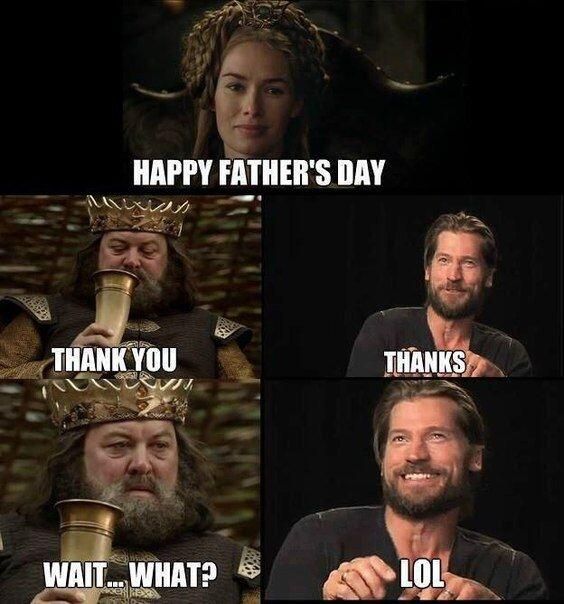 HAPPY FATHER'S DAY
THANK YOU
THANKS
WAIT... WHAT?
LOL